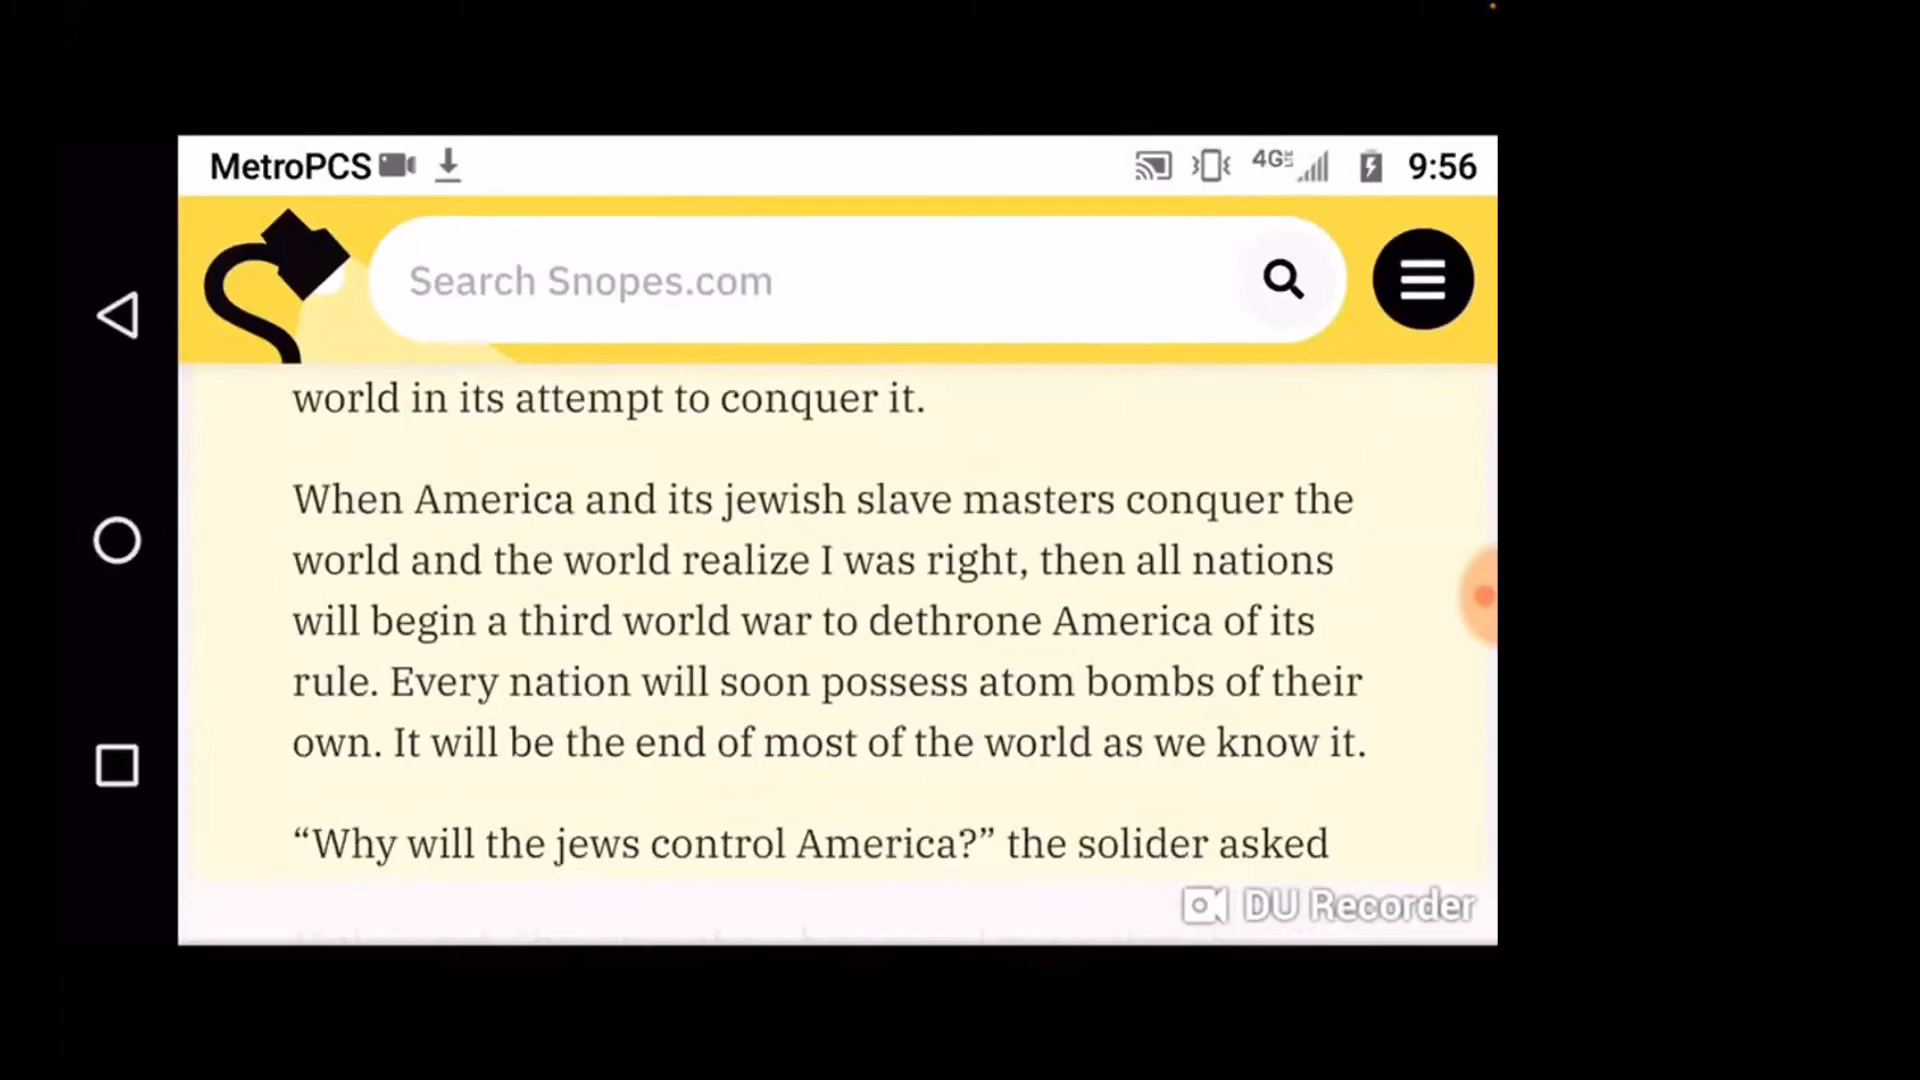 MetroPCS 4G LTE 9:56
Search Snopes.com
world in its attempt to conquer it.
When America and its jewish slave masters conquer the
world and the world realize I was right, then all nations
will begin a third world war to dethrone America of its
rule. Every nation will soon possess atom bombs of their
own. It will be the end of most of the world as we know it.
“Why will the jews control America?” the solider asked
DU Recorder